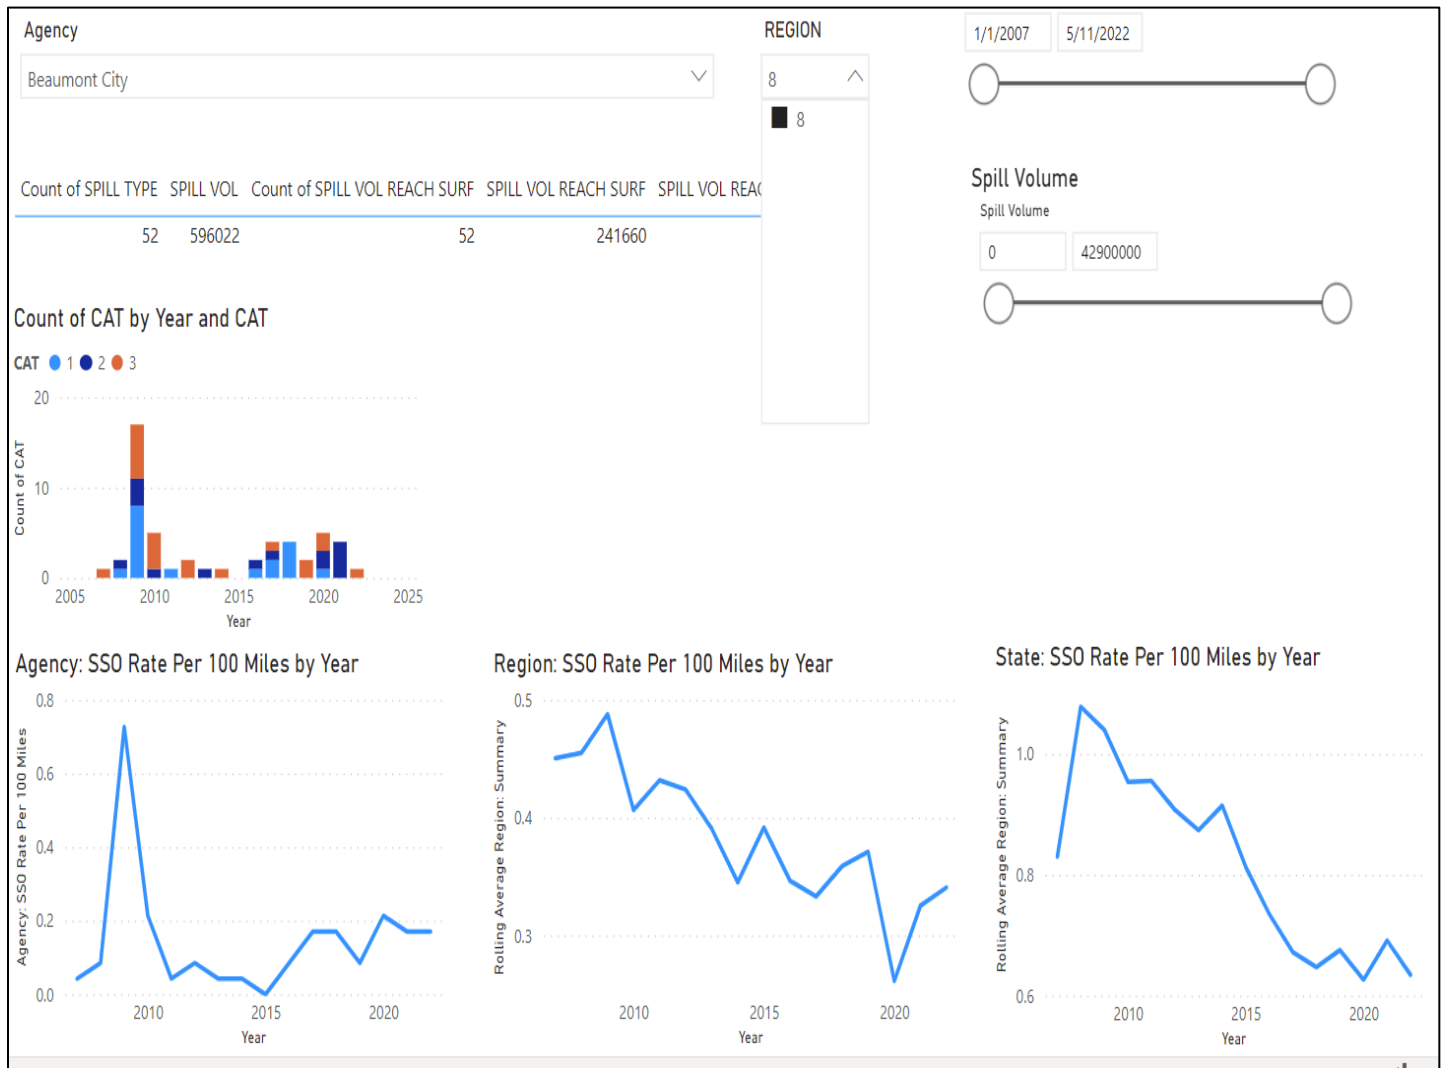 Agency
REGION
1/1/2007 5/11/2022
Beaumont City
8
8
Spill Volume
Spill Volume
0 42900000
Count of SPILL TYPE SPILL VOL Count of SPILL VOL REACH SURF SPILL VOL REACH SURF SPILL VOL REAC
52 596022 52 241660
Count of CAT by Year and CAT
CAT 1 2 3
Count of CAT
20
10
0
2005 2010 2015 2020 2025
Year
Agency: SSO Rate Per 100 Miles by Year
Agency: SSO Rate Per 100 Miles
0.8
0.6
0.4
0.2
0.0
2010 2015 2020
Year
Region: SSO Rate Per 100 Miles by Year
Rolling Average Region: Summary
0.5
0.4
0.3
2010 2015 2020
Year
State: SSO Rate Per 100 Miles by Year
Rolling Average Region: Summary
1.0
0.8
0.6
2010 2015 2020
Year